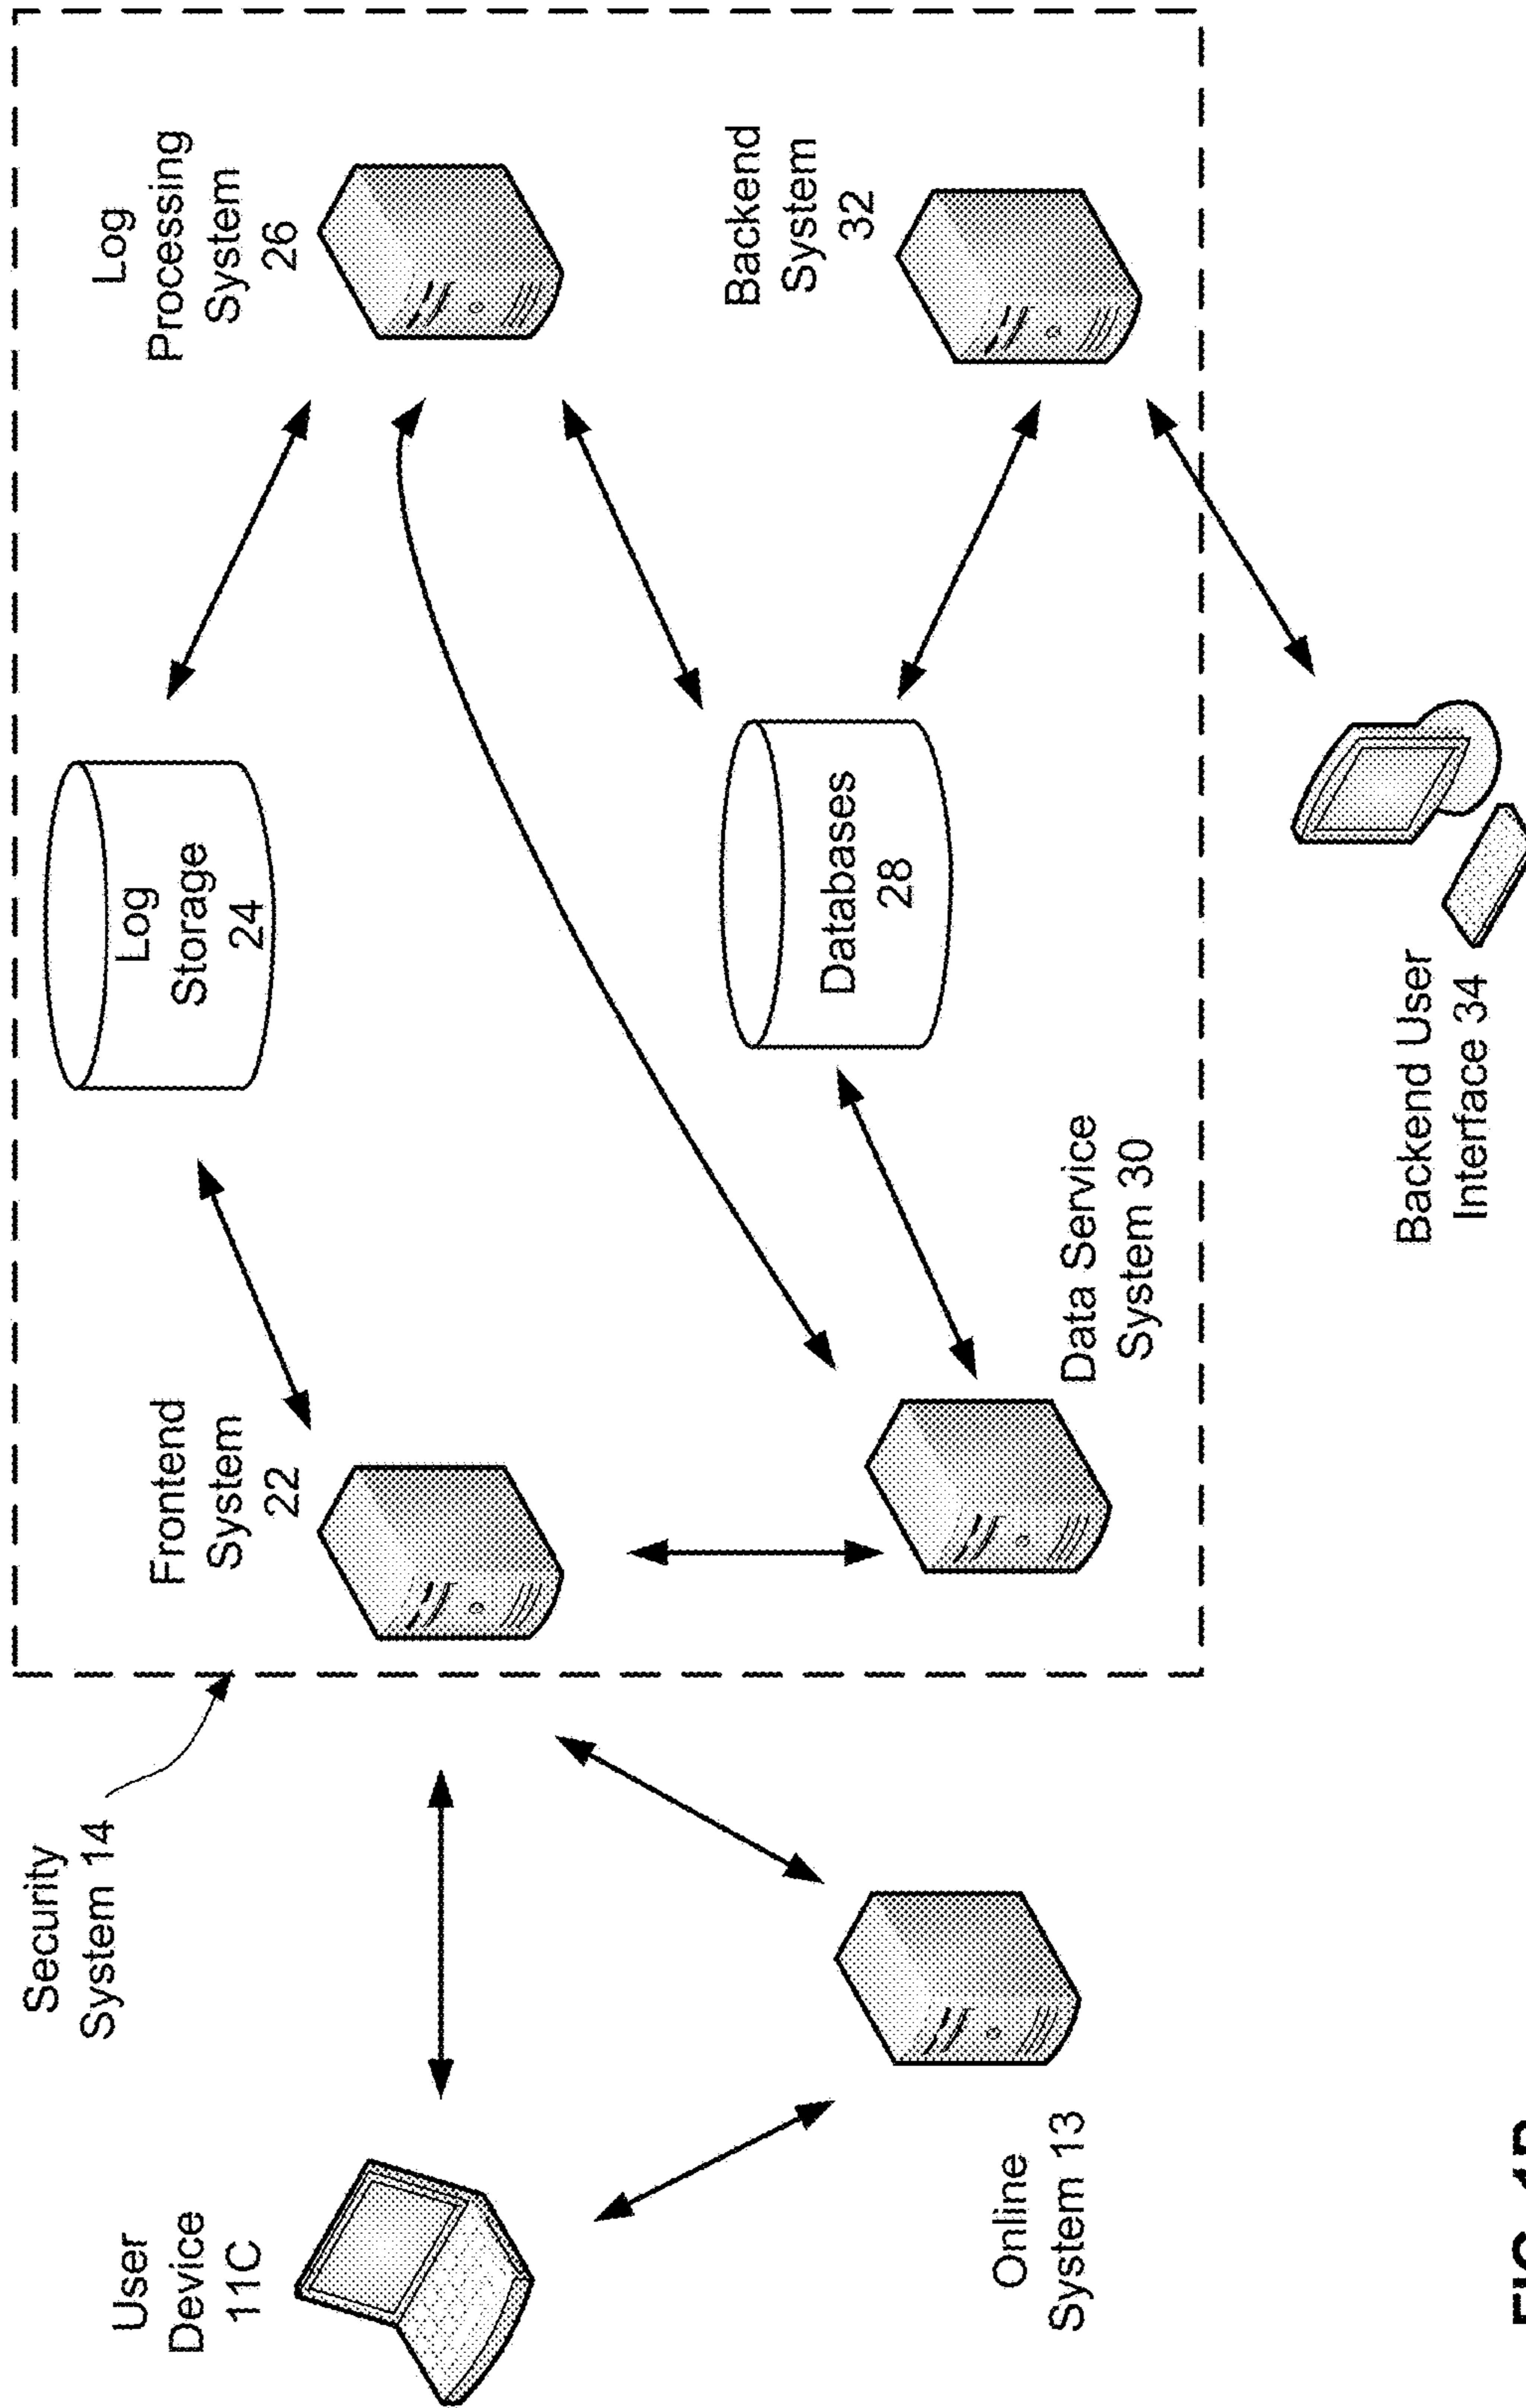 User
Device
11C
Security
System 14
Online
System 13
Frontend
System
22
Data Service
System 30
Log
Storage
24
Databases
28
Log
Processing
System
26
Backend
System
32
Backend User
Interface 34